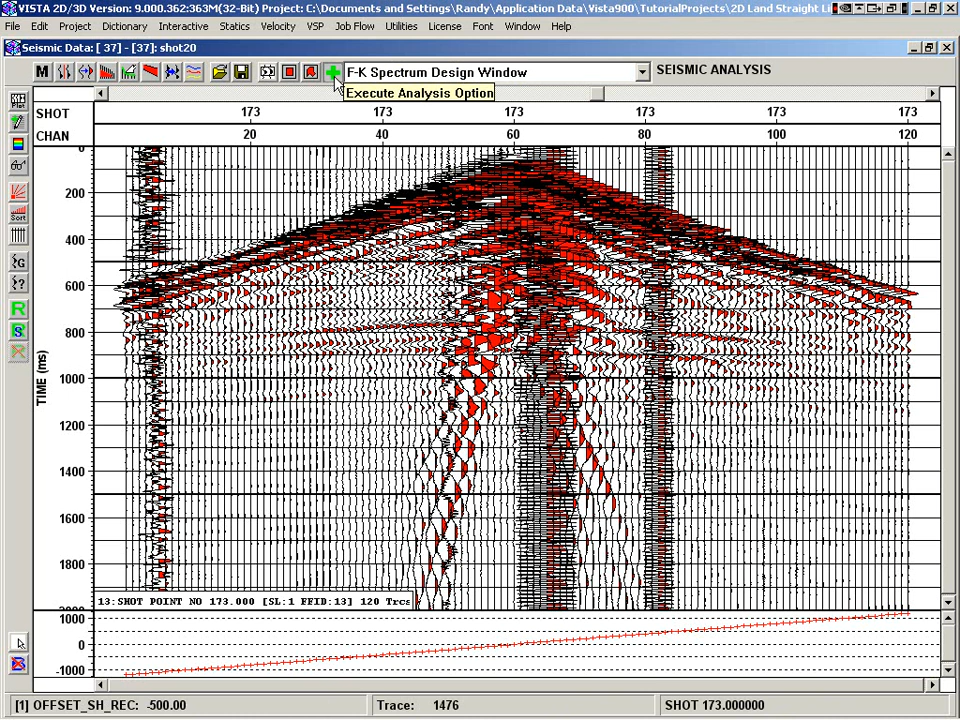 VISTA 2D/3D Version: 9.000.362:363M(32-Bit) Project: C:\Documents and Settings\Randy\Application Data\Vista900\TutorialProjects\2D Land Straight Li
File Edit Project Dictionary Interactive Statics Velocity VSP Job Flow Utilities License Font Window Help
Seismic Data: [ 37] - [37]: shot20
M F-K Spectrum Design Window SEISMIC ANALYSIS
Execute Analysis Option
SHOT 173 173 173 173 173 173
CHAN 20 40 60 80 100 120
0
200
400
600
800
1000
1200
1400
1600
1800
2000
TIME (ms)
Plot
Sort
G
?
R
S
13:SHOT POINT NO 173.000 [SL:1 FFID:13] 120 Trcs
1000
0
-1000
[1] OFFSET_SH_REC: -500.00 Trace: 1476 SHOT 173.000